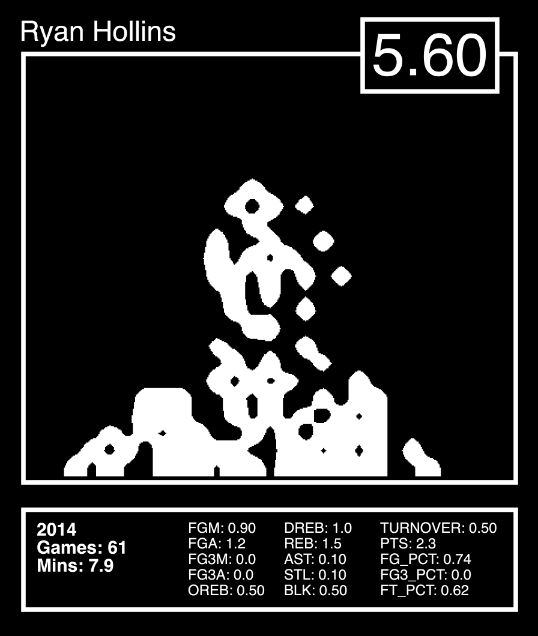 Ryan Hollins
5.60
2014
Games: 61
Mins: 7.9
FGM: 0.90
FGA: 1.2
FG3M: 0.0
FG3A: 0.0
OREB: 0.50
DREB: 1.0
REB: 1.5
AST: 0.10
STL: 0.10
BLK: 0.50
TURNOVER: 0.50
PTS: 2.3
FG_PCT: 0.74
FG3_PCT: 0.0
FT_PCT: 0.62